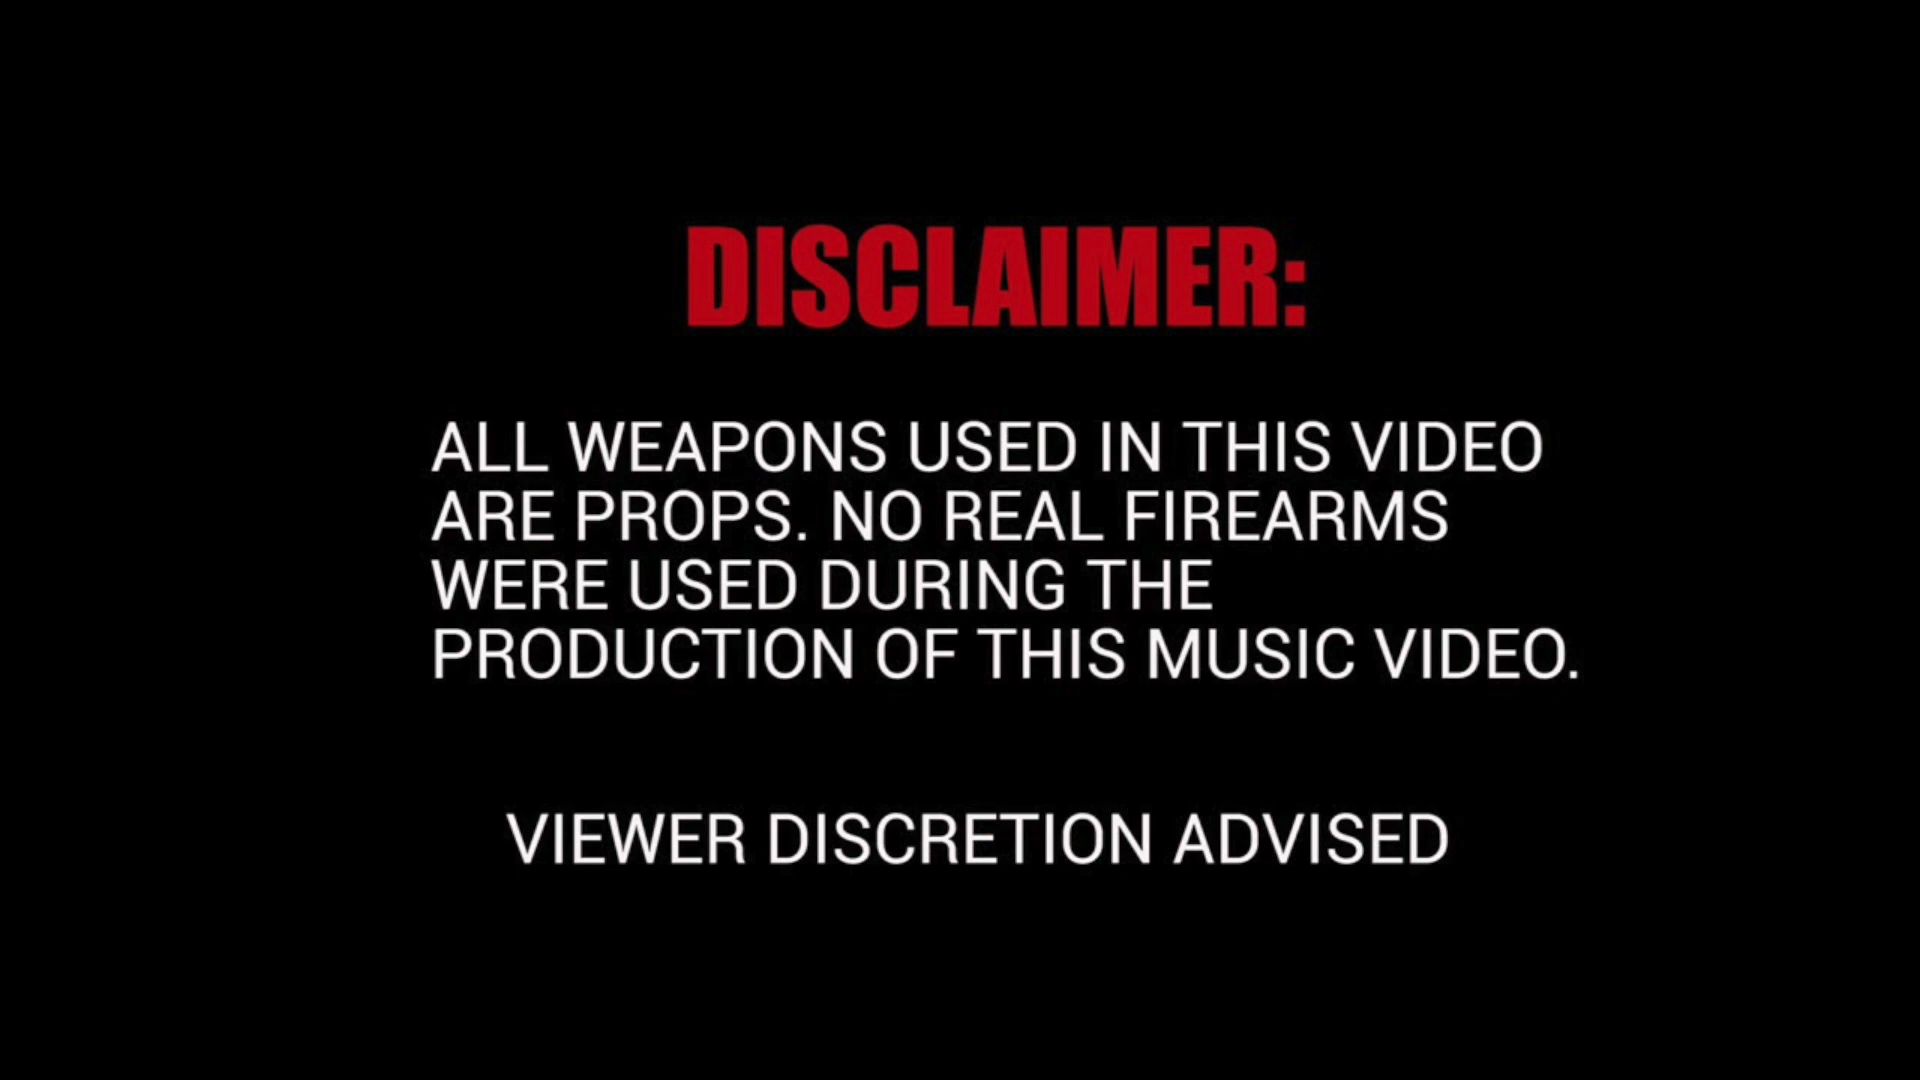 DISCLAIMER:
ALL WEAPONS USED IN THIS VIDEO
ARE PROPS. NO REAL FIREARMS
WERE USED DURING THE
PRODUCTION OF THIS MUSIC VIDEO.
VIEWER DISCRETION ADVISED